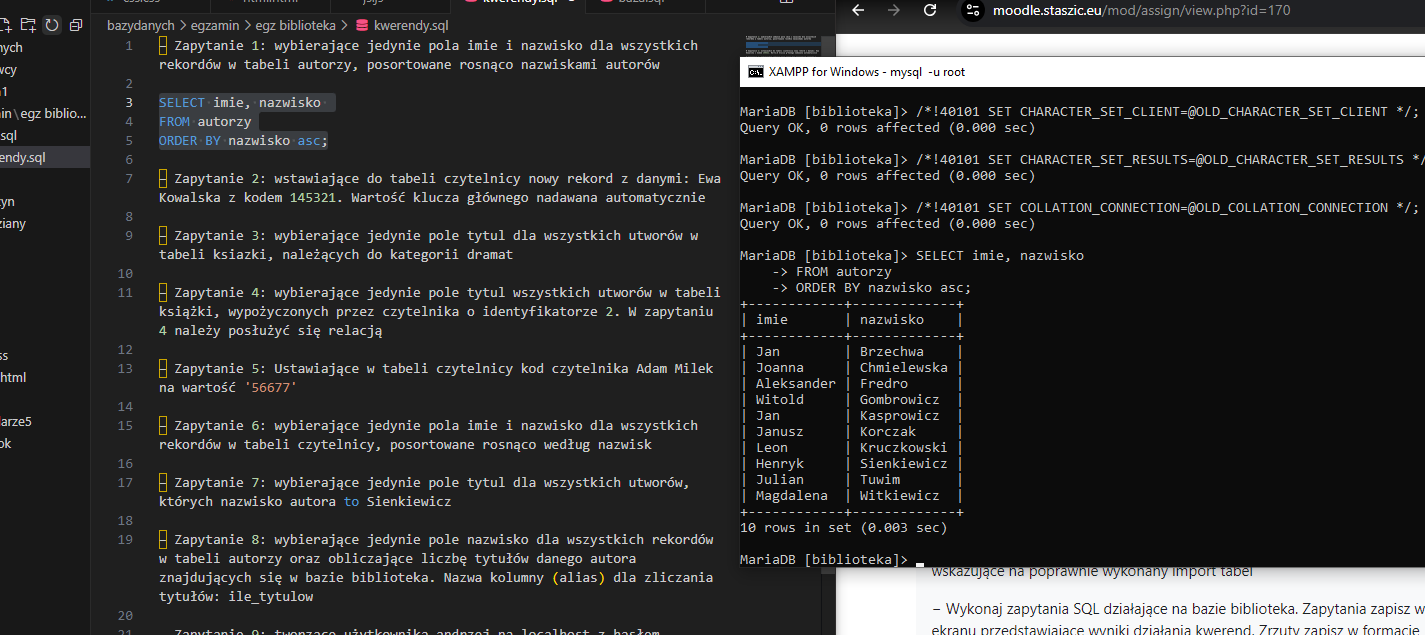 kwerendy.sql
moodle.staszic.eu/mod/assign/view.php?id=170
bazydanych > egzamin > egz biblioteka > kwerendy.sql
1 – Zapytanie 1: wybierające jedynie pola imie i nazwisko dla wszystkich
rekordów w tabeli autorzy, posortowane rosnąco nazwiskami autorów
2
3 SELECT imie, nazwisko
4 FROM autorzy
5 ORDER BY nazwisko asc;
6
7 – Zapytanie 2: wstawiające do tabeli czytelnicy nowy rekord z danymi: Ewa
Kowalska z kodem 145321. Wartość klucza głównego nadawana automatycznie
8
9 – Zapytanie 3: wybierające jedynie pole tytul dla wszystkich utworów w
tabeli ksiazki, należących do kategorii dramat
10
11 – Zapytanie 4: wybierające jedynie pole tytul wszystkich utworów w tabeli
książki, wypożyczonych przez czytelnika o identyfikatorze 2. W zapytaniu
4 należy posłużyć się relacją
12
13 – Zapytanie 5: Ustawiające w tabeli czytelnicy kod czytelnika Adam Milek
na wartość '56677'
14
15 – Zapytanie 6: wybierające jedynie pola imie i nazwisko dla wszystkich
rekordów w tabeli czytelnicy, posortowane rosnąco według nazwisk
16
17 – Zapytanie 7: wybierające jedynie pole tytul dla wszystkich utworów,
których nazwisko autora to Sienkiewicz
18
19 – Zapytanie 8: wybierające jedynie pole nazwisko dla wszystkich rekordów
w tabeli autorzy oraz obliczające liczbę tytułów danego autora
znajdujących się w bazie biblioteka. Nazwa kolumny (alias) dla zliczania
tytułów: ile_tytulow
20
21 – Zapytanie 9: tworzące użytkownika andrzej na localhost z hasłem
XAMPP for Windows - mysql -u root
MariaDB [biblioteka]> /*!40101 SET CHARACTER_SET_CLIENT=@OLD_CHARACTER_SET_CLIENT */;
Query OK, 0 rows affected (0.000 sec)
MariaDB [biblioteka]> /*!40101 SET CHARACTER_SET_RESULTS=@OLD_CHARACTER_SET_RESULTS */
Query OK, 0 rows affected (0.000 sec)
MariaDB [biblioteka]> /*!40101 SET COLLATION_CONNECTION=@OLD_COLLATION_CONNECTION */;
Query OK, 0 rows affected (0.000 sec)
MariaDB [biblioteka]> SELECT imie, nazwisko
-> FROM autorzy
-> ORDER BY nazwisko asc;
+------------+-------------+
| imie | nazwisko |
+------------+-------------+
| Jan | Brzechwa |
| Joanna | Chmielewska |
| Aleksander | Fredro |
| Witold | Gombrowicz |
| Jan | Kasprowicz |
| Janusz | Korczak |
| Leon | Kruczkowski |
| Henryk | Sienkiewicz |
| Julian | Tuwim |
| Magdalena | Witkiewicz |
+------------+-------------+
10 rows in set (0.003 sec)
MariaDB [biblioteka]>
wskazujące na poprawnie wykonany import tabel
– Wykonaj zapytania SQL działające na bazie biblioteka. Zapytania zapisz w
ekranu przedstawiające wyniki działania kwerend. Zrzuty zapisz w formacie